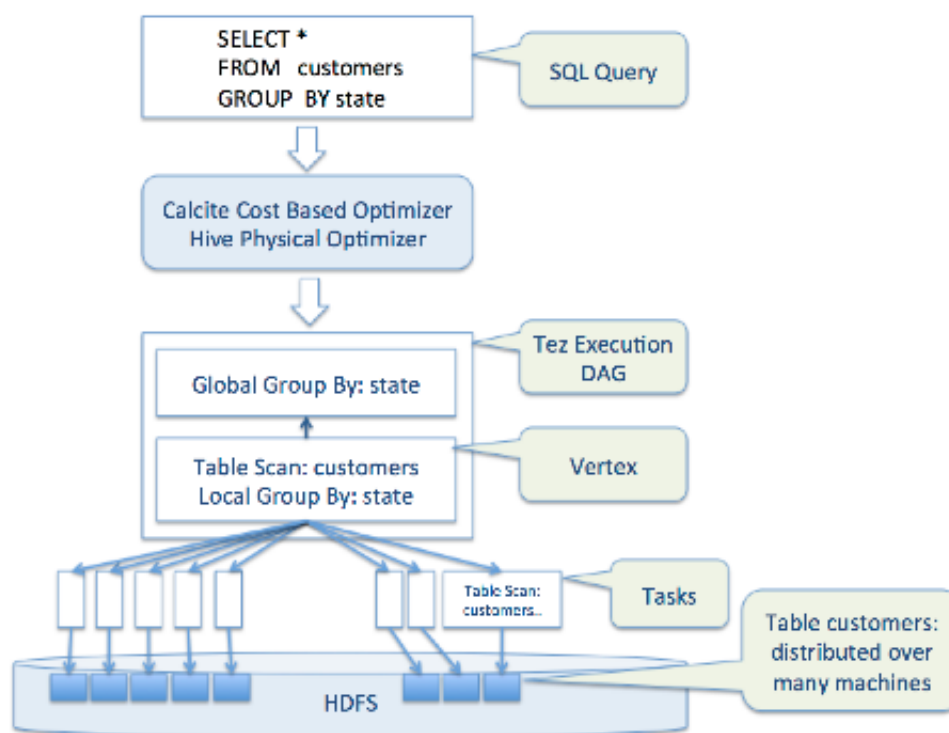 SELECT *
FROM customers
GROUP BY state
SQL Query
Calcite Cost Based Optimizer
Hive Physical Optimizer
Tez Execution
DAG
Global Group By: state
Table Scan: customers
Local Group By: state
Vertex
Table Scan:
customers..
Tasks
Table customers:
distributed over
many machines
HDFS